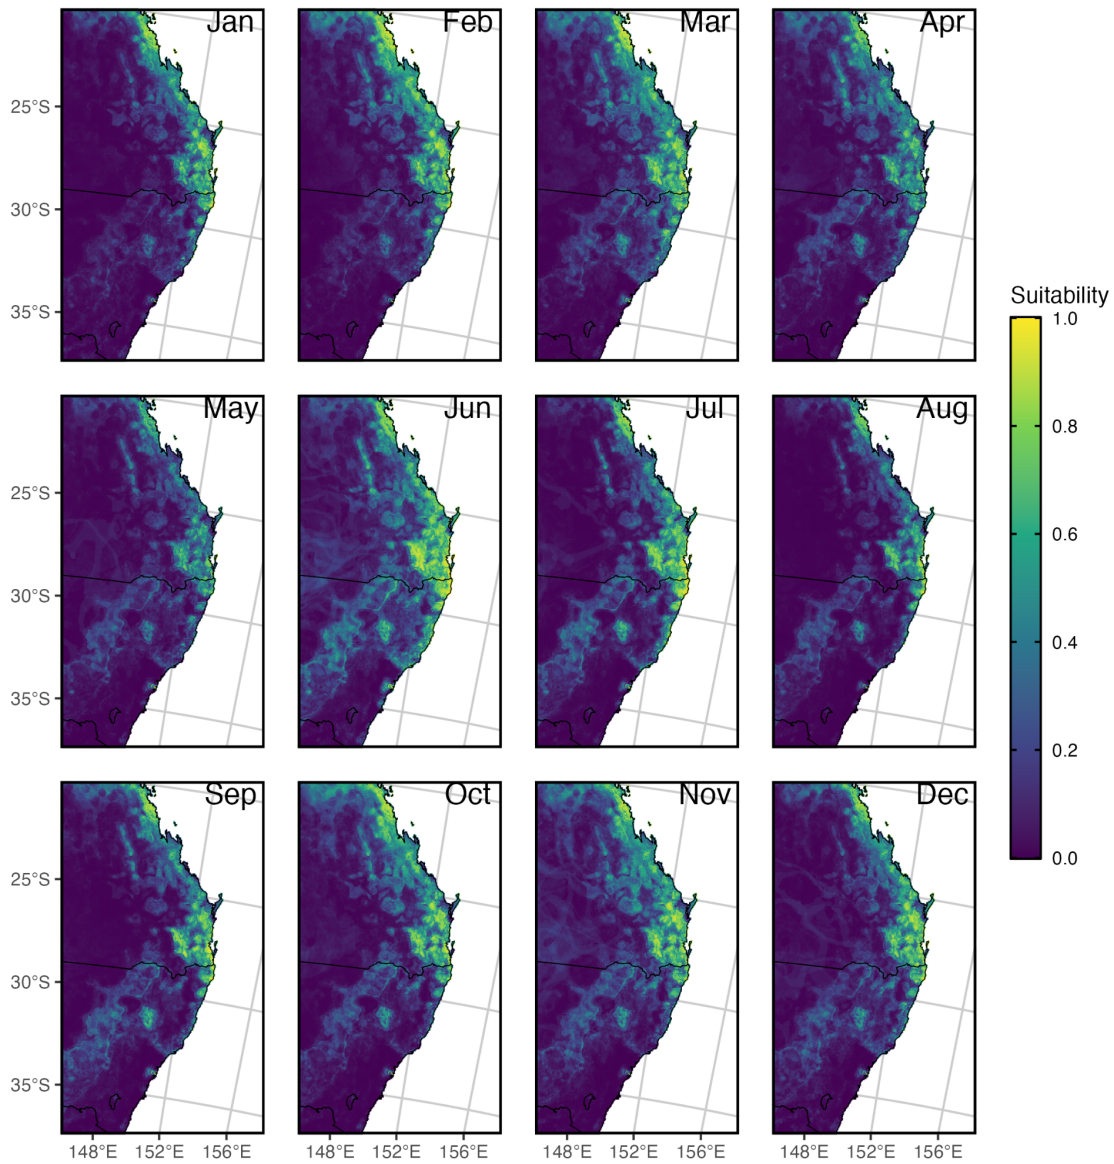 Jan Feb Mar Apr
25°S
30°S
35°S
Suitability
1.0
0.8
0.6
0.4
0.2
0.0
May Jun Jul Aug
25°S
30°S
35°S
Sep Oct Nov Dec
25°S
30°S
35°S
148°E 152°E 156°E 148°E 152°E 156°E 148°E 152°E 156°E 148°E 152°E 156°E